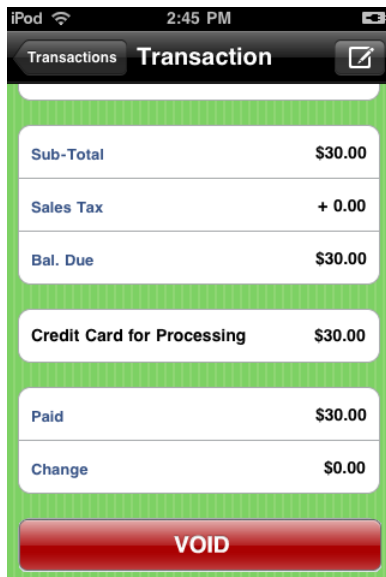 iPod 2:45 PM
Transactions Transaction
Sub-Total $30.00
Sales Tax + 0.00
Bal. Due $30.00
Credit Card for Processing $30.00
Paid $30.00
Change $0.00
VOID